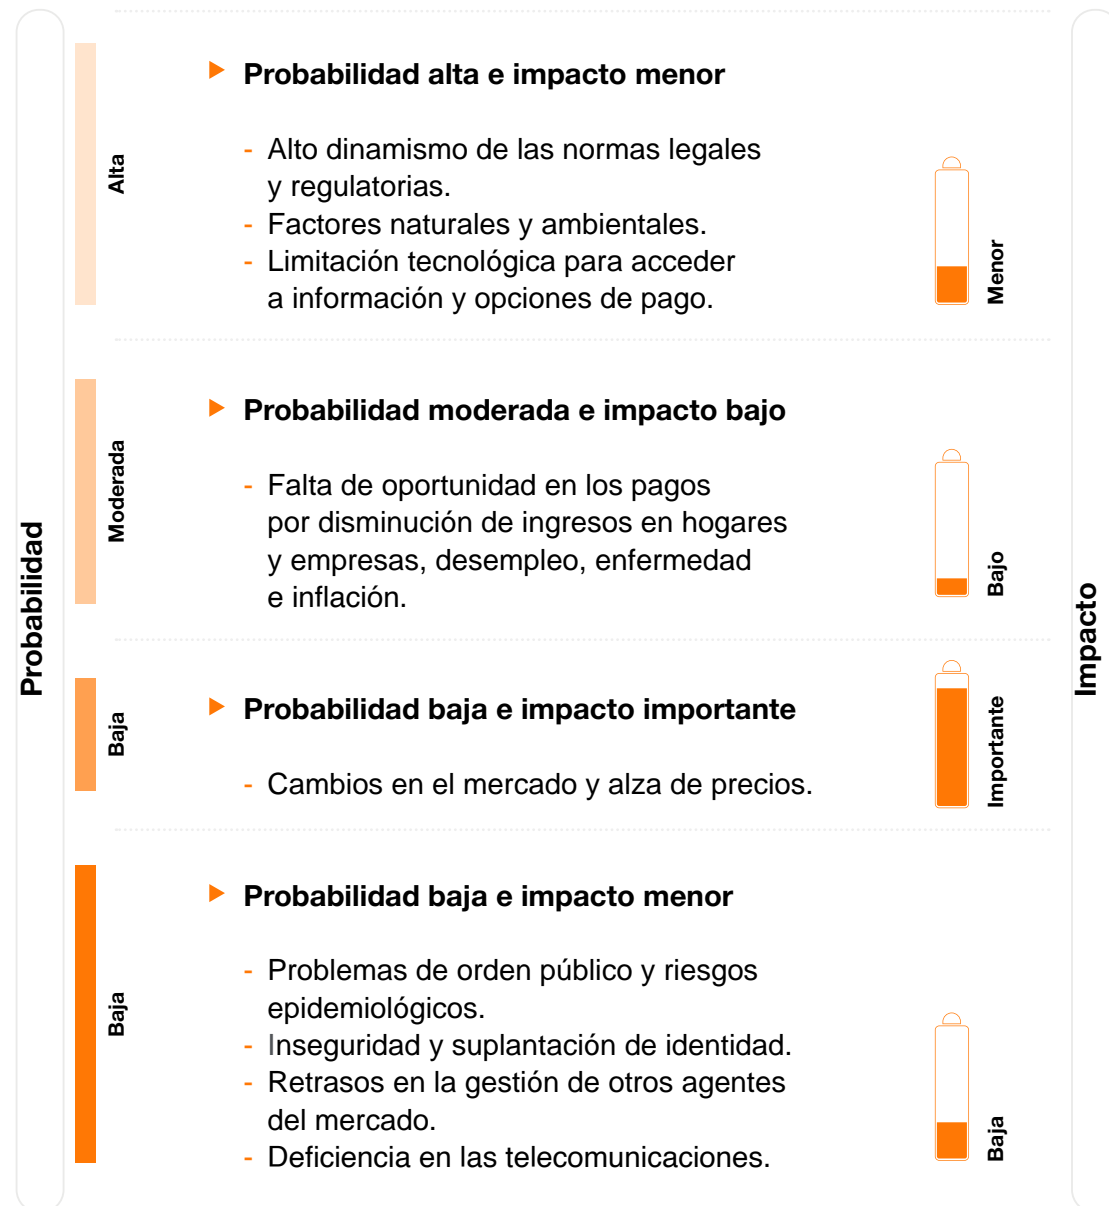 Probabilidad
Alta
Probabilidad alta e impacto menor
- Alto dinamismo de las normas legales
y regulatorias.
- Factores naturales y ambientales.
- Limitación tecnológica para acceder
a información y opciones de pago.
Menor
Moderada
Probabilidad moderada e impacto bajo
- Falta de oportunidad en los pagos
por disminución de ingresos en hogares
y empresas, desempleo, enfermedad
e inflación.
Bajo
Baja
Probabilidad baja e impacto importante
- Cambios en el mercado y alza de precios.
Importante
Baja
Probabilidad baja e impacto menor
- Problemas de orden público y riesgos
epidemiológicos.
- Inseguridad y suplantación de identidad.
- Retrasos en la gestión de otros agentes
del mercado.
- Deficiencia en las telecomunicaciones.
Baja
Impacto